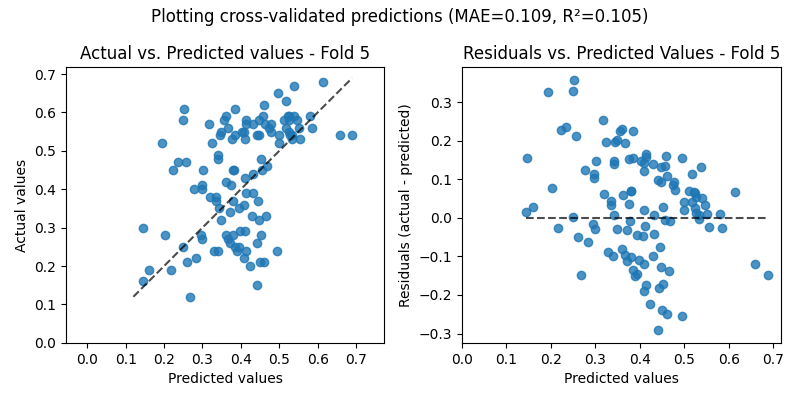 Plotting cross-validated predictions (MAE=0.109, R²=0.105)
Actual vs. Predicted values - Fold 5
Actual values
0.7
0.6
0.5
0.4
0.3
0.2
0.1
0.0
0.0 0.1 0.2 0.3 0.4 0.5 0.6 0.7
Predicted values
Residuals vs. Predicted Values - Fold 5
Residuals (actual - predicted)
0.3
0.2
0.1
0.0
−0.1
−0.2
−0.3
0.0 0.1 0.2 0.3 0.4 0.5 0.6 0.7
Predicted values